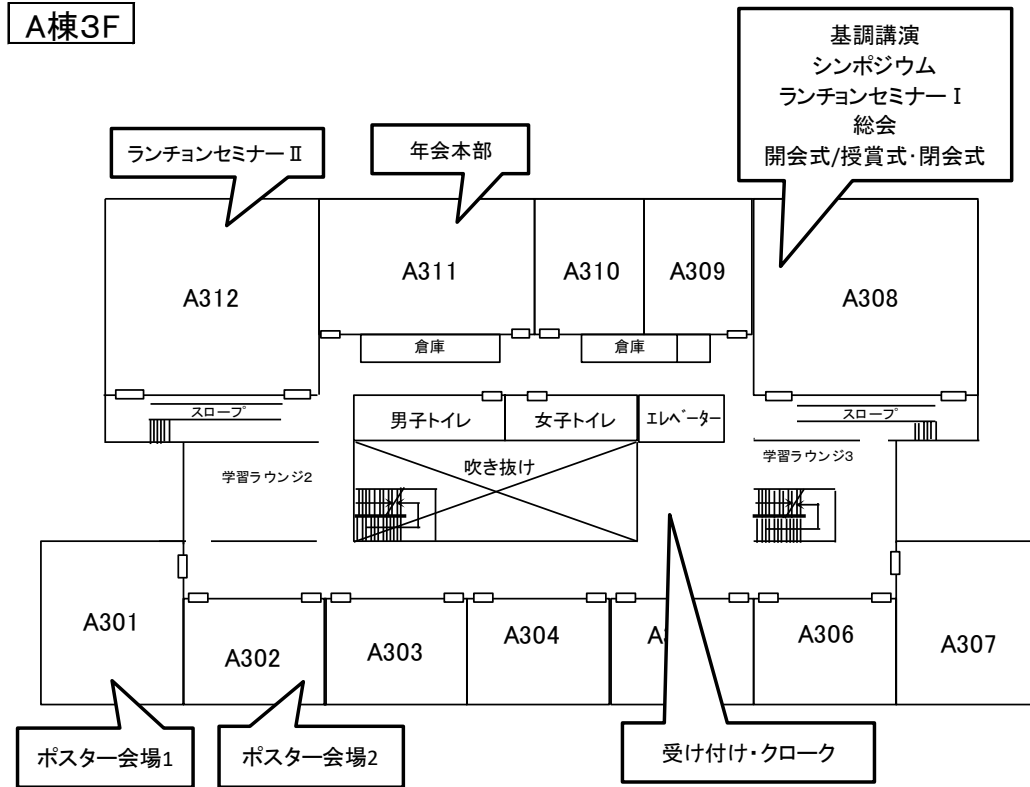 A棟3F
基調講演
シンポジウム
ランチョンセミナーⅠ
総会
開会式/授賞式・閉会式
ランチョンセミナーⅡ
年会本部
A312
A311
A310
A309
A308
倉庫
倉庫
スロープ
男子トイレ
女子トイレ
エレベーター
スロープ
学習ラウンジ2
吹き抜け
学習ラウンジ3
A301
A302
A303
A304
A306
A307
ポスター会場1
ポスター会場2
受け付け・クローク